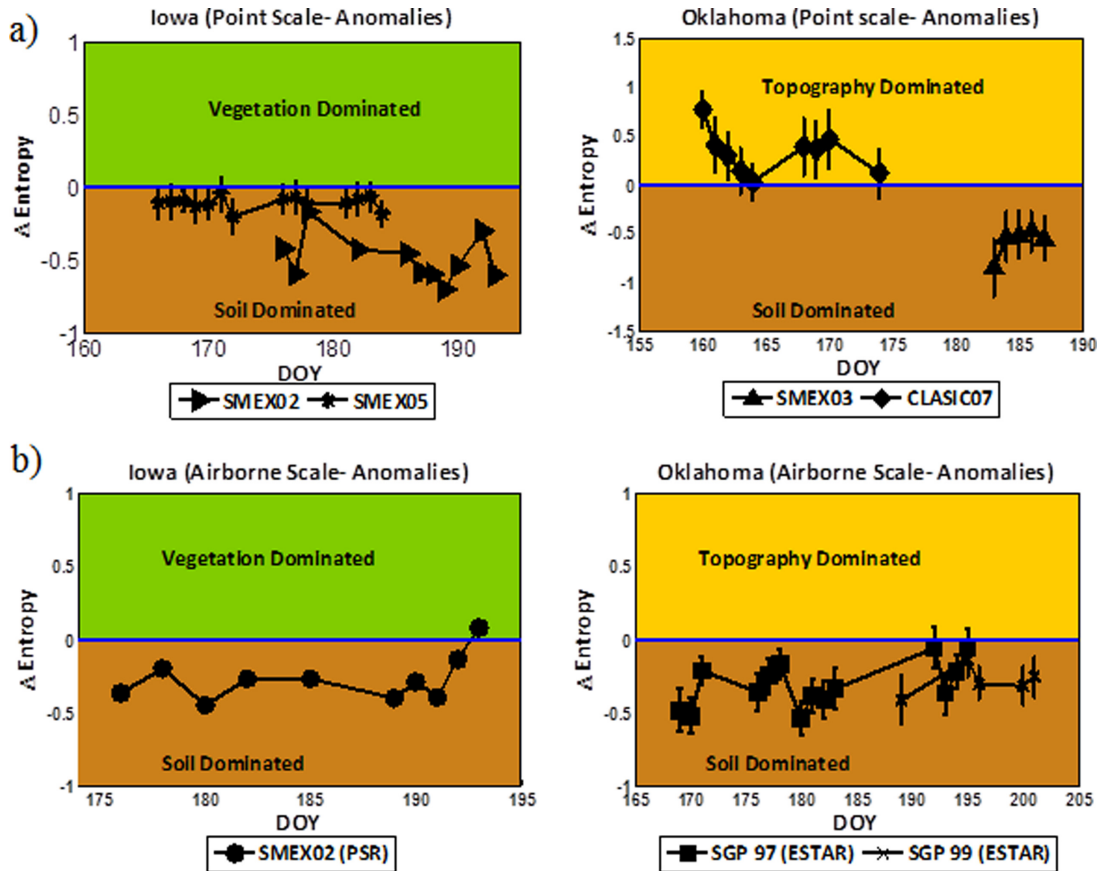 a)
Iowa (Point Scale- Anomalies)
1
0.5
0
-0.5
-1
Δ Entropy
Vegetation Dominated
Soil Dominated
160 170 180 190
DOY
SMEX02 SMEX05
Oklahoma (Point scale- Anomalies)
1.5
1
0.5
0
-0.5
-1
-1.5
Δ Entropy
Topography Dominated
Soil Dominated
155 160 165 170 175 180 185 190
DOY
SMEX03 CLASIC07
b)
Iowa (Airborne Scale- Anomalies)
1
0.5
0
-0.5
-1
Δ Entropy
Vegetation Dominated
Soil Dominated
175 180 185 190 195
DOY
SMEX02 (PSR)
Oklahoma (Airborne Scale- Anomalies)
1
0.5
0
-0.5
-1
Δ Entropy
Topography Dominated
Soil Dominated
165 170 175 180 185 190 195 200 205
DOY
SGP 97 (ESTAR) SGP 99 (ESTAR)